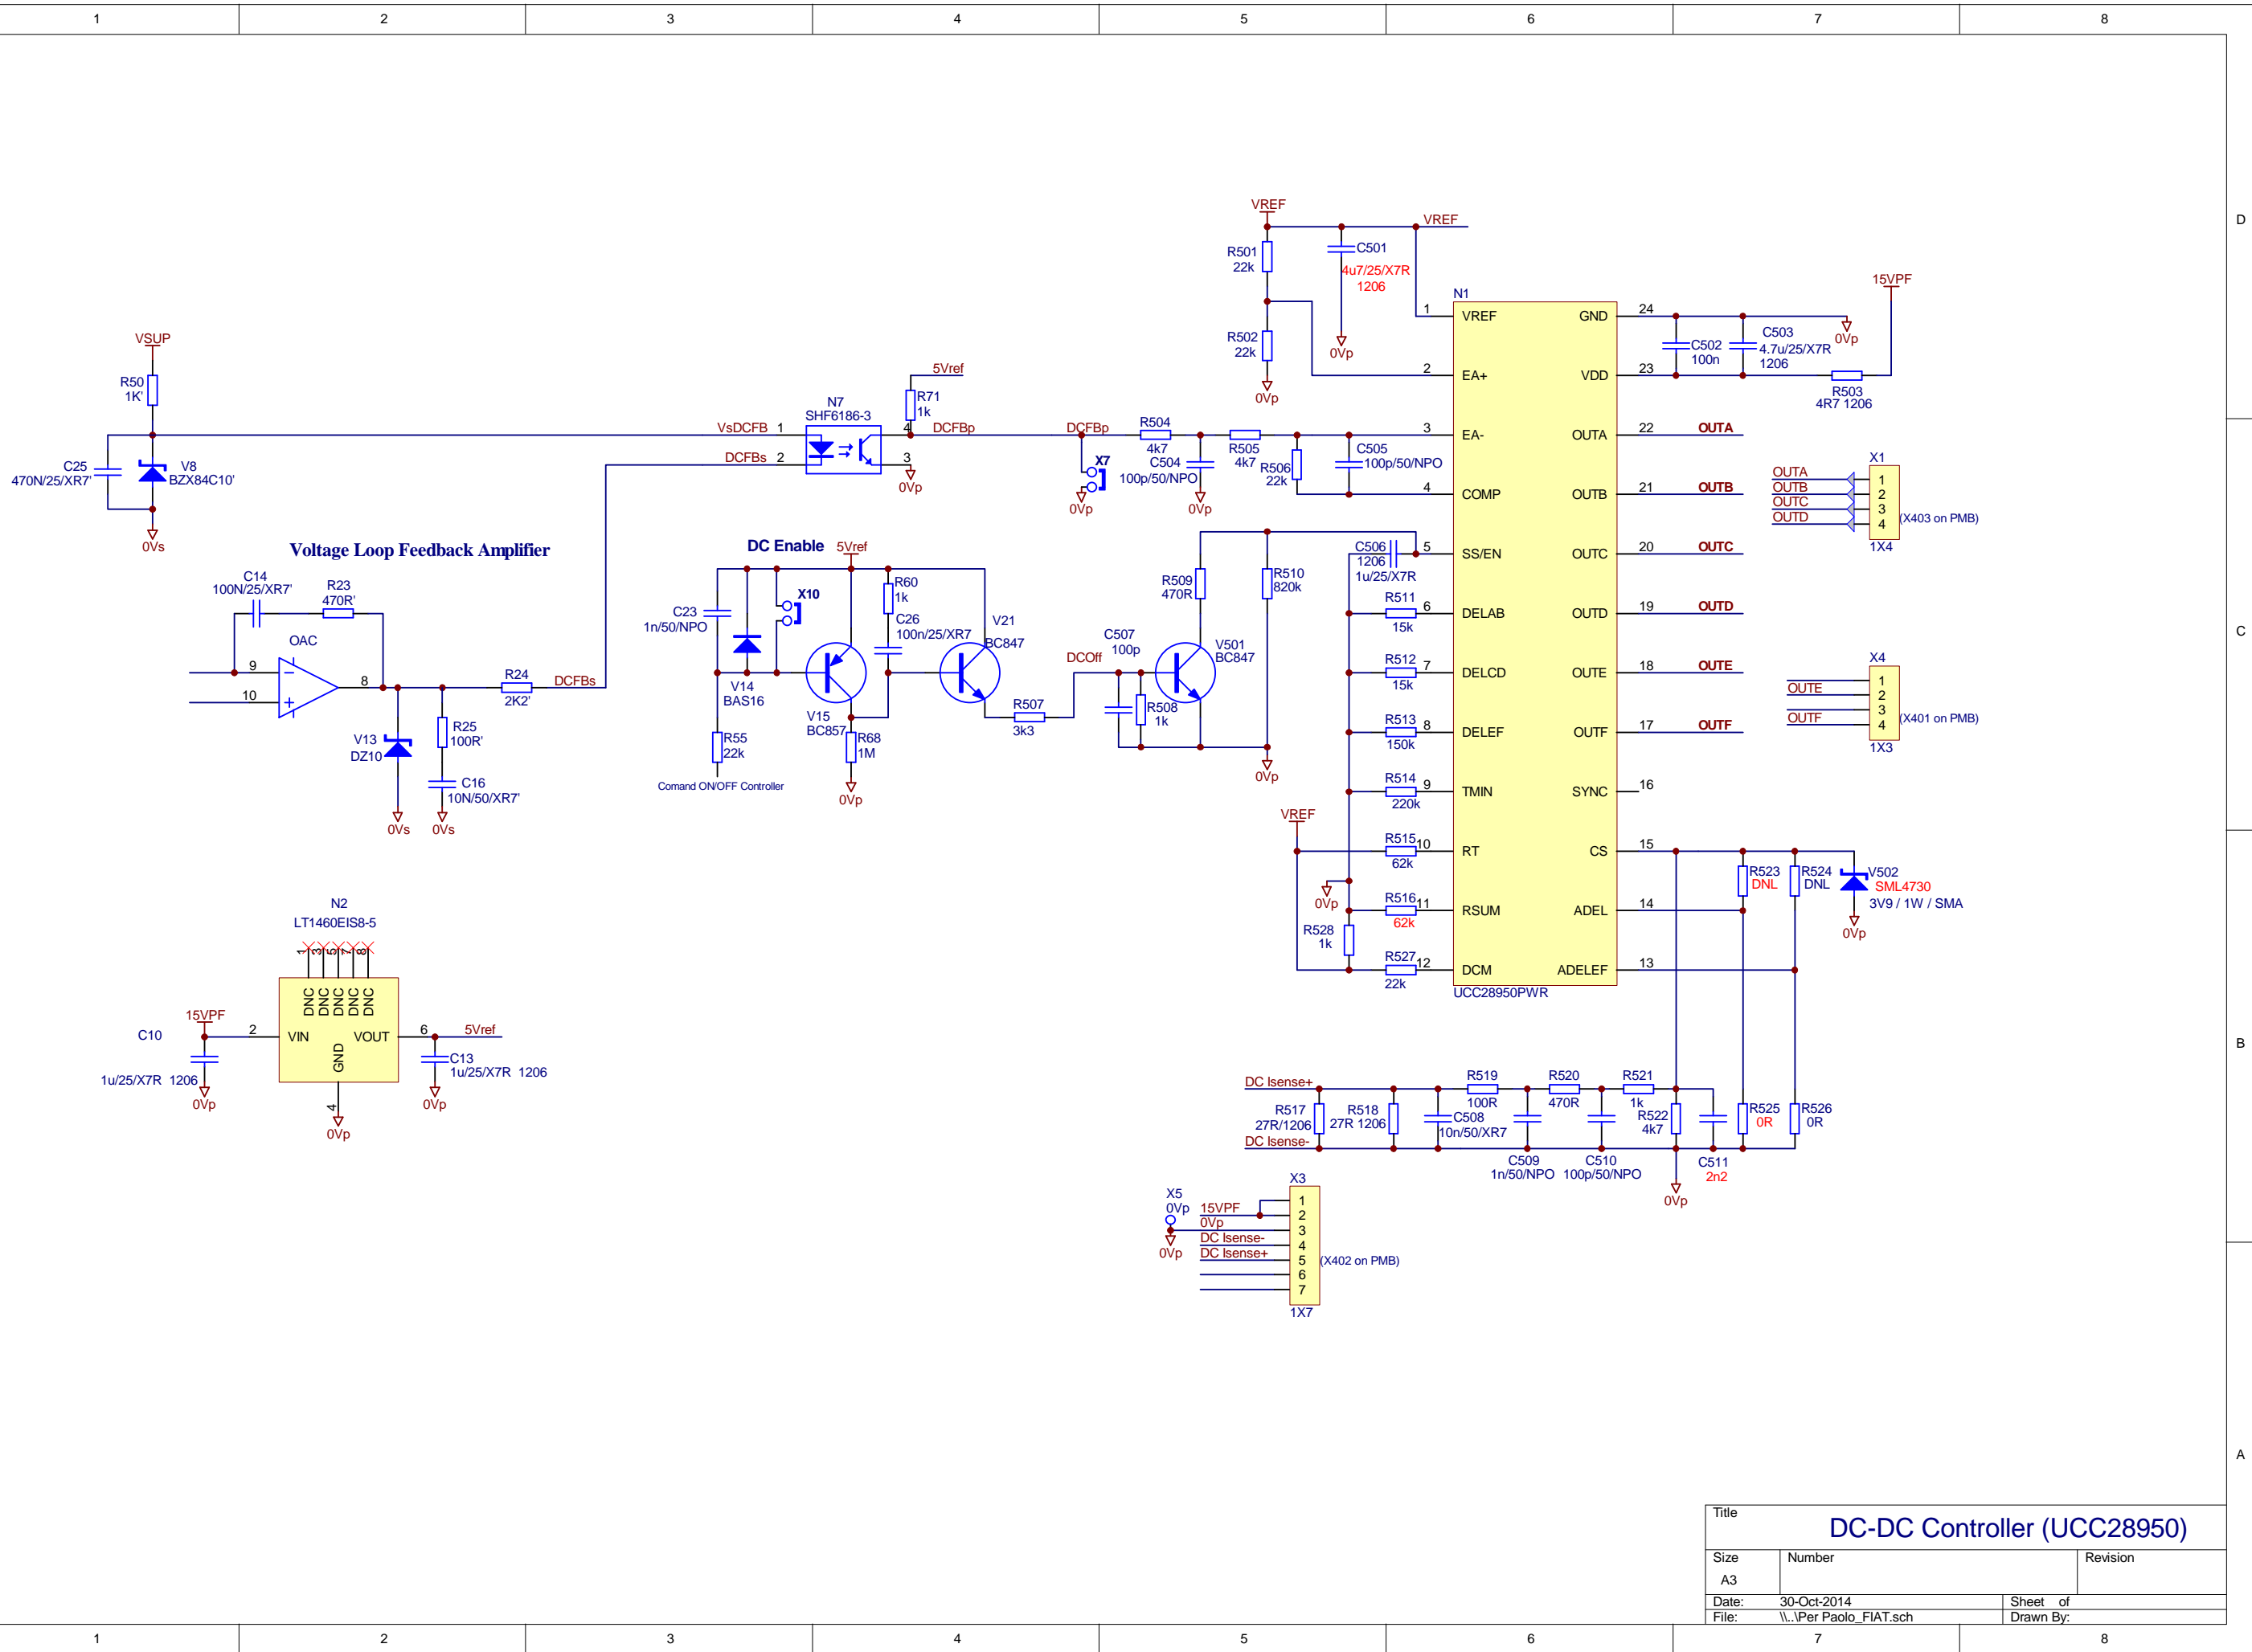 1 2 3 4 5 6 7 8
D
C
B
A
VSUP
R50
1K'
C25
470N/25/XR7'
V8
BZX84C10'
0Vs
Voltage Loop Feedback Amplifier
C14
100N/25/XR7'
R23
470R'
OAC
9
10
8
V13
DZ10
R25
100R'
C16
10N/50/XR7'
0Vs
0Vs
R24
2K2'
DCFBs
N2
LT1460EIS8-5
1 3 5 7 8
DNC DNC DNC DNC DNC
15VPF
C10
1u/25/X7R 1206
0Vp
2
VIN
VOUT
GND
4
0Vp
6
5Vref
C13
1u/25/X7R 1206
0Vp
N7
SHF6186-3
VsDCFB 1
DCFBs 2
4
3
0Vp
5Vref
R71
1k
DCFBp
DCFBp
X7
0Vp
R504
4k7
C504
100p/50/NPO
0Vp
R505
4k7
R506
22k
C505
100p/50/NPO
DC Enable
5Vref
C23
1n/50/NPO
X10
V14
BAS16
R55
22k
Comand ON/OFF Controller
V15
BC857
R60
1k
C26
100n/25/XR7
R68
1M
0Vp
V21
BC847
R507
3k3
DCOff
C507
100p
R508
1k
V501
BC847
R509
470R
R510
820k
0Vp
VREF
VREF
R501
22k
R502
22k
0Vp
C501
4u7/25/X7R
1206
0Vp
C506
1206
1u/25/X7R
R511
15k
R512
15k
R513
150k
R514
220k
VREF
R515
62k
0Vp
R516
62k
R528
1k
R527
22k
N1
1 VREF
2 EA+
3 EA-
4 COMP
5 SS/EN
6 DELAB
7 DELCD
8 DELEF
9 TMIN
10 RT
11 RSUM
12 DCM
GND 24
VDD 23
OUTA 22 OUTA
OUTB 21 OUTB
OUTC 20 OUTC
OUTD 19 OUTD
OUTE 18 OUTE
OUTF 17 OUTF
SYNC 16
CS 15
ADEL 14
ADELEF 13
UCC28950PWR
C502
100n
C503
4.7u/25/X7R
1206
0Vp
15VPF
R503
4R7 1206
X1
OUTA 1
OUTB 2
OUTC 3
OUTD 4
(X403 on PMB)
1X4
X4
1
OUTE 2
3
OUTF 4
(X401 on PMB)
1X3
R523
DNL
R524
DNL
V502
SML4730
3V9 / 1W / SMA
0Vp
DC Isense+
R517
27R/1206
R518
27R 1206
C508
10n/50/XR7
R519
100R
R520
470R
R521
1k
R522
4k7
R525
0R
R526
0R
DC Isense-
C509
1n/50/NPO
C510
100p/50/NPO
C511
2n2
0Vp
X5
0Vp
0Vp
X3
1
15VPF 2
0Vp 3
DC Isense- 4
DC Isense+ 5
6
7
(X402 on PMB)
1X7
Title
DC-DC Controller (UCC28950)
Size
A3
Number
Revision
Date: 30-Oct-2014
Sheet of
File: \\..\Per Paolo_FIAT.sch
Drawn By:
D
C
B
A
1 2 3 4 5 6 7 8